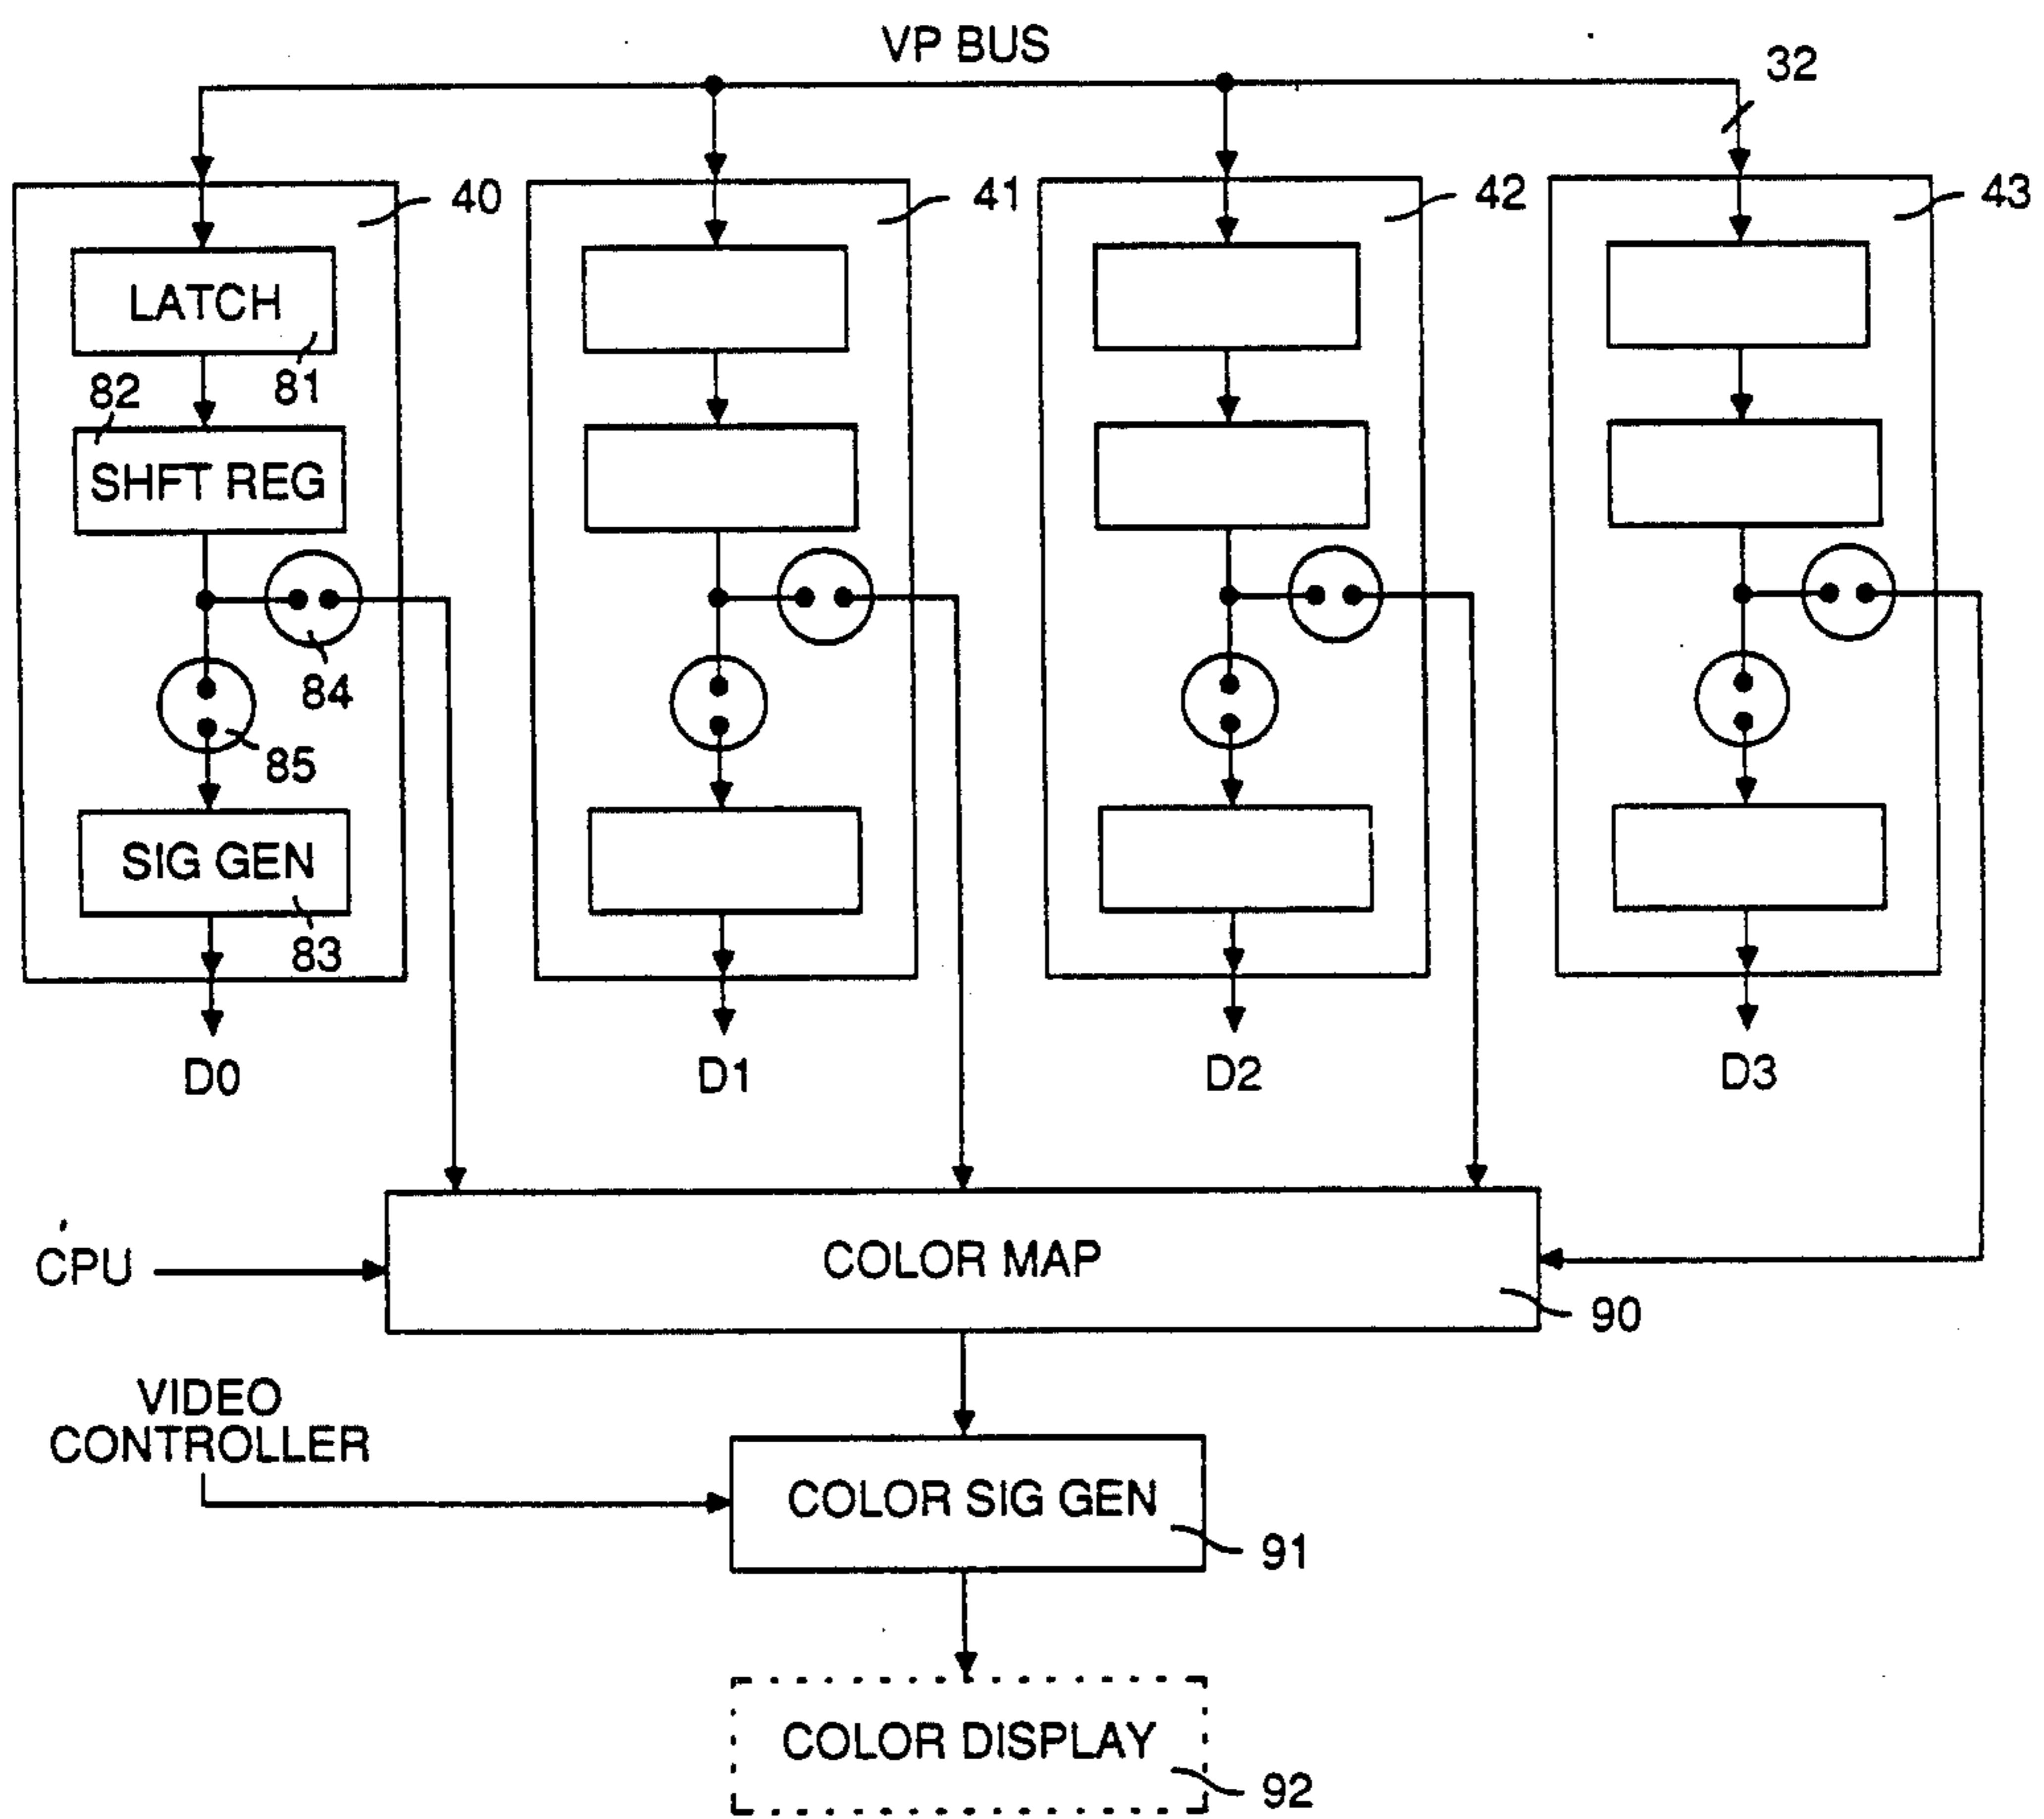 VP BUS
32
40
41
42
43
LATCH
81
82
SHFT REG
84
85
SIG GEN
83
D0
D1
D2
D3
CPU
COLOR MAP
90
VIDEO
CONTROLLER
COLOR SIG GEN
91
COLOR DISPLAY
92